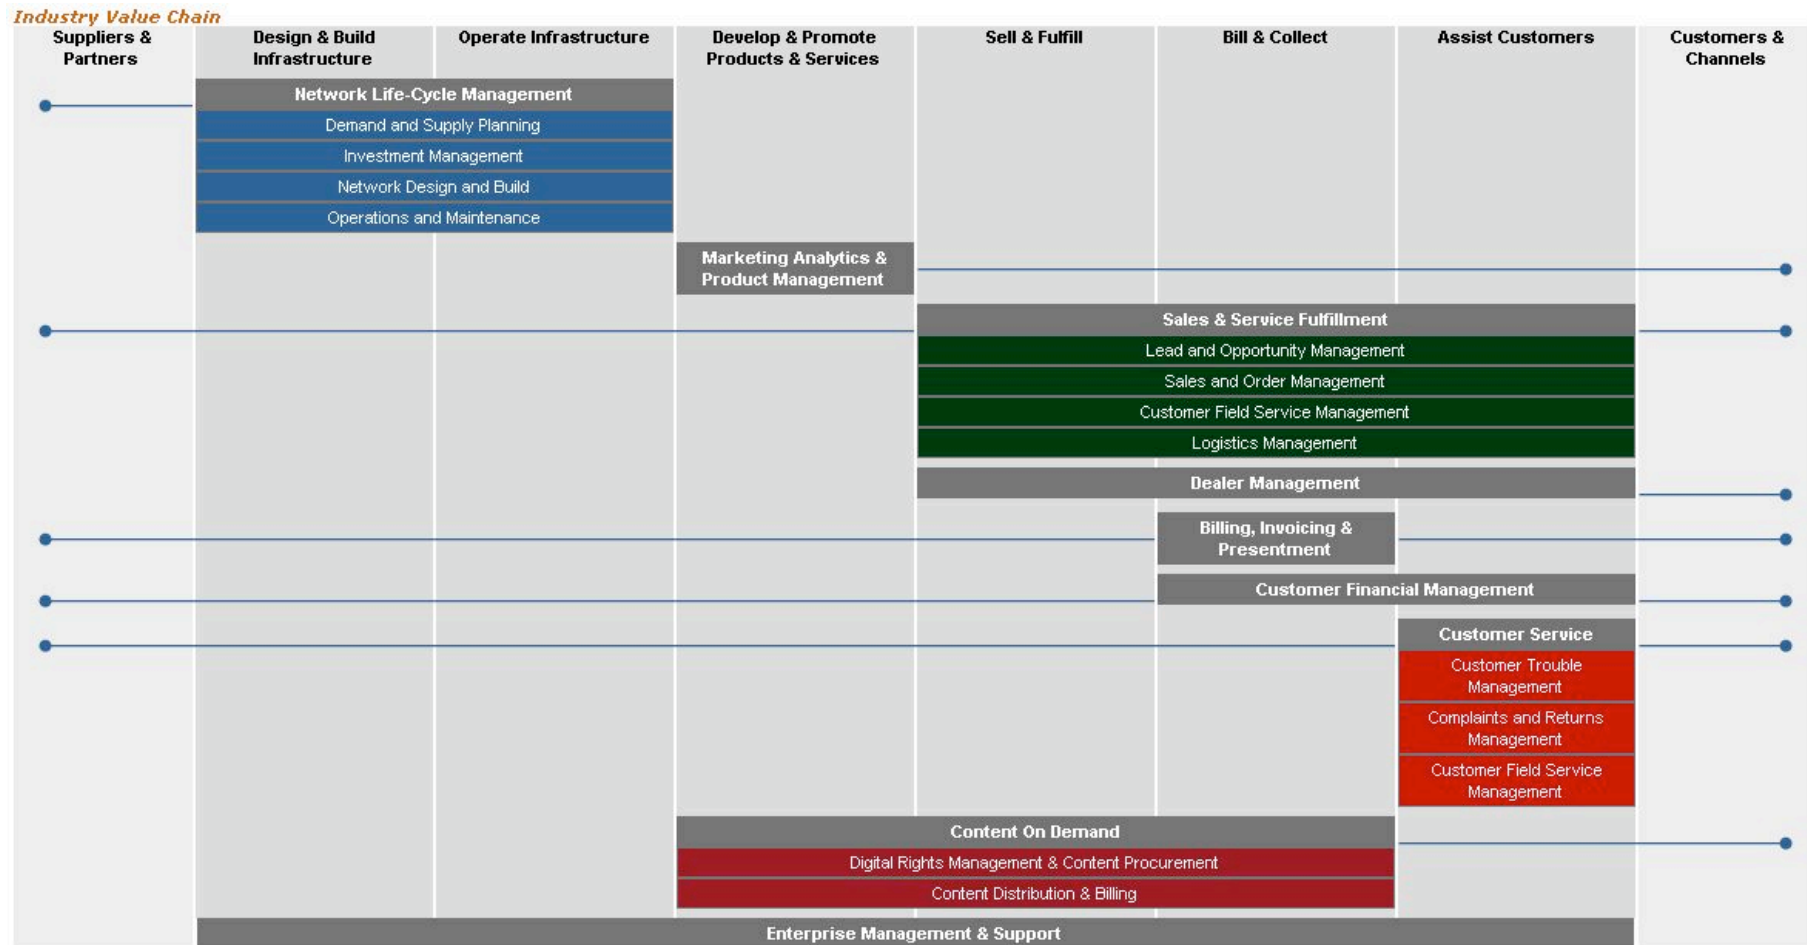 Industry Value Chain
Suppliers &
Partners
Design & Build
Infrastructure
Operate Infrastructure
Develop & Promote
Products & Services
Sell & Fulfill
Bill & Collect
Assist Customers
Customers &
Channels
Network Life-Cycle Management
Demand and Supply Planning
Investment Management
Network Design and Build
Operations and Maintenance
Marketing Analytics &
Product Management
Sales & Service Fulfillment
Lead and Opportunity Management
Sales and Order Management
Customer Field Service Management
Logistics Management
Dealer Management
Billing, Invoicing &
Presentment
Customer Financial Management
Customer Service
Customer Trouble
Management
Complaints and Returns
Management
Customer Field Service
Management
Content On Demand
Digital Rights Management & Content Procurement
Content Distribution & Billing
Enterprise Management & Support